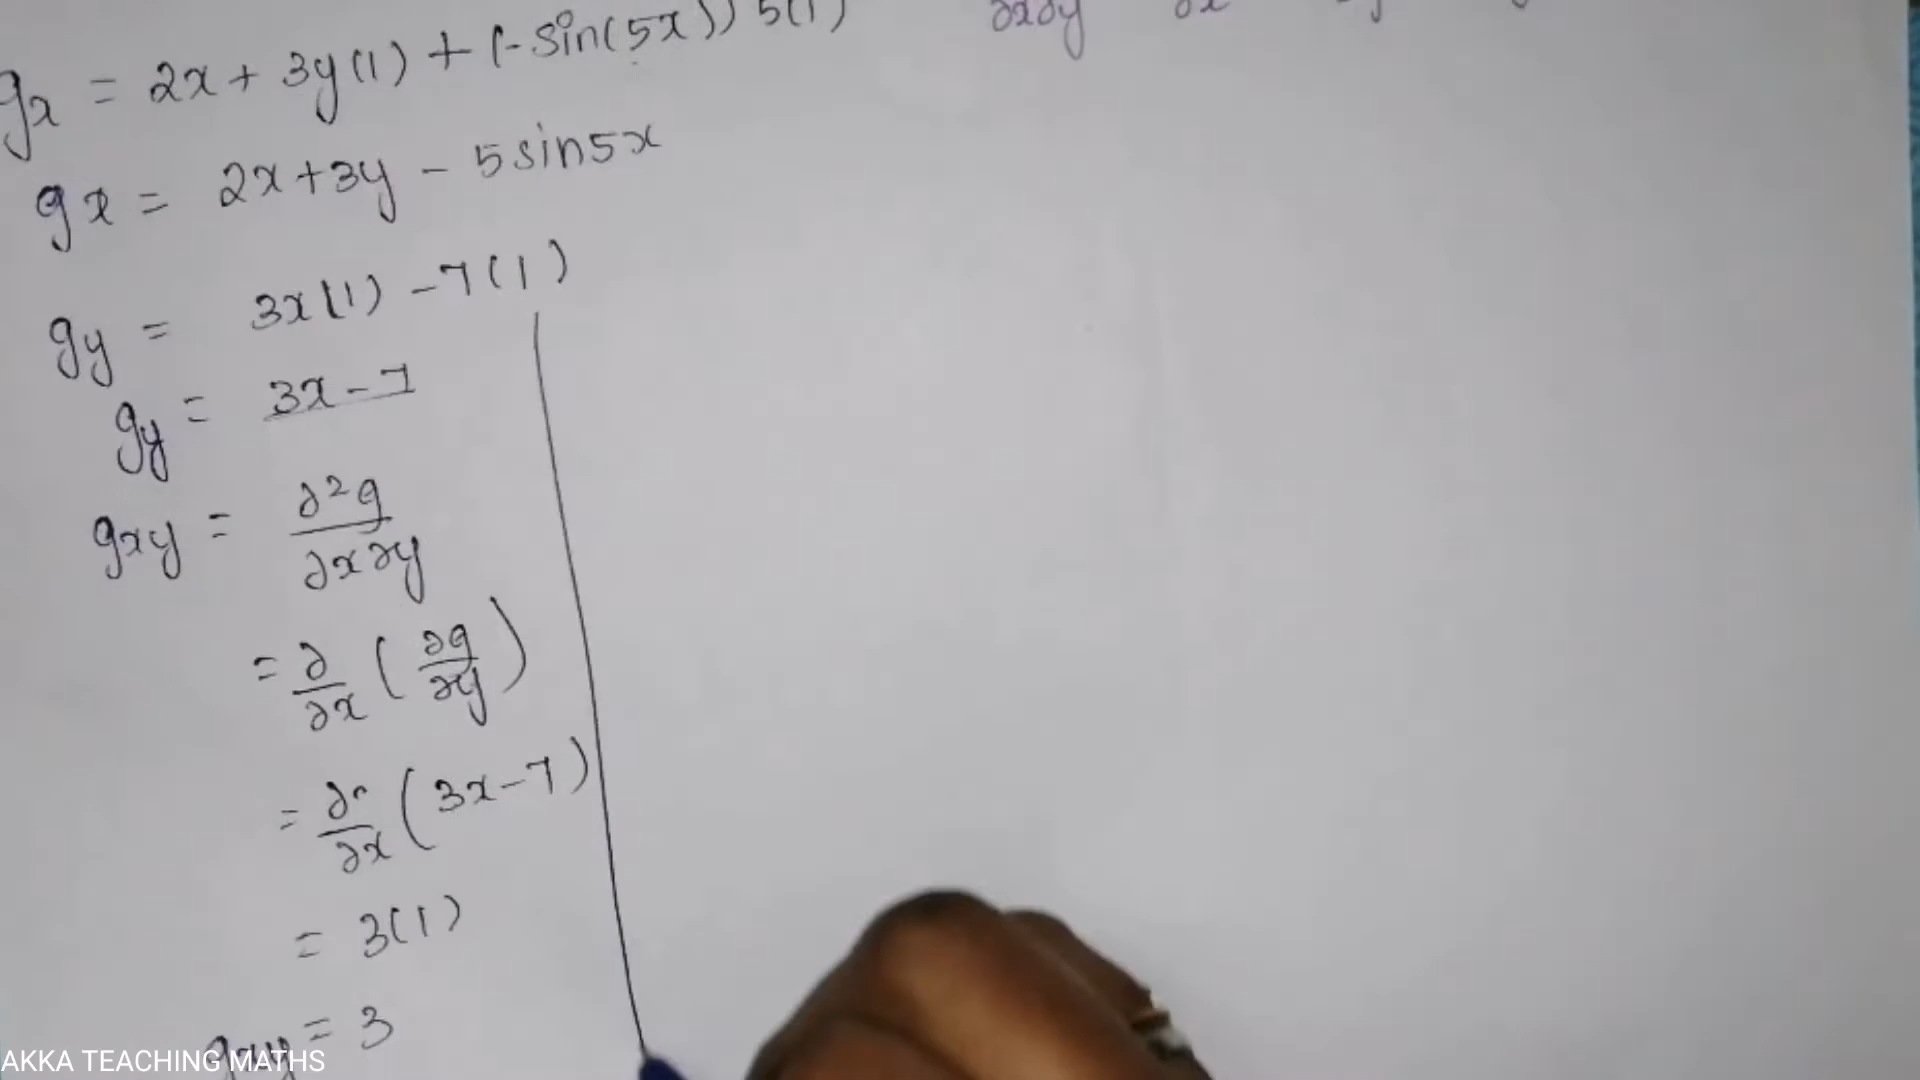 gx = 2x + 3y(1) + (-sin(5x)) 5(1)
gx = 2x+3y - 5sin5x
gy = 3x(1) -7(1)
gy = 3x-7
gxy = ∂²g/∂x∂y
= ∂/∂x (∂g/∂y)
= ∂/∂x (3x-7)
= 3(1)
gxy = 3
∂x∂y ∂x
AKKA TEACHING MATHS